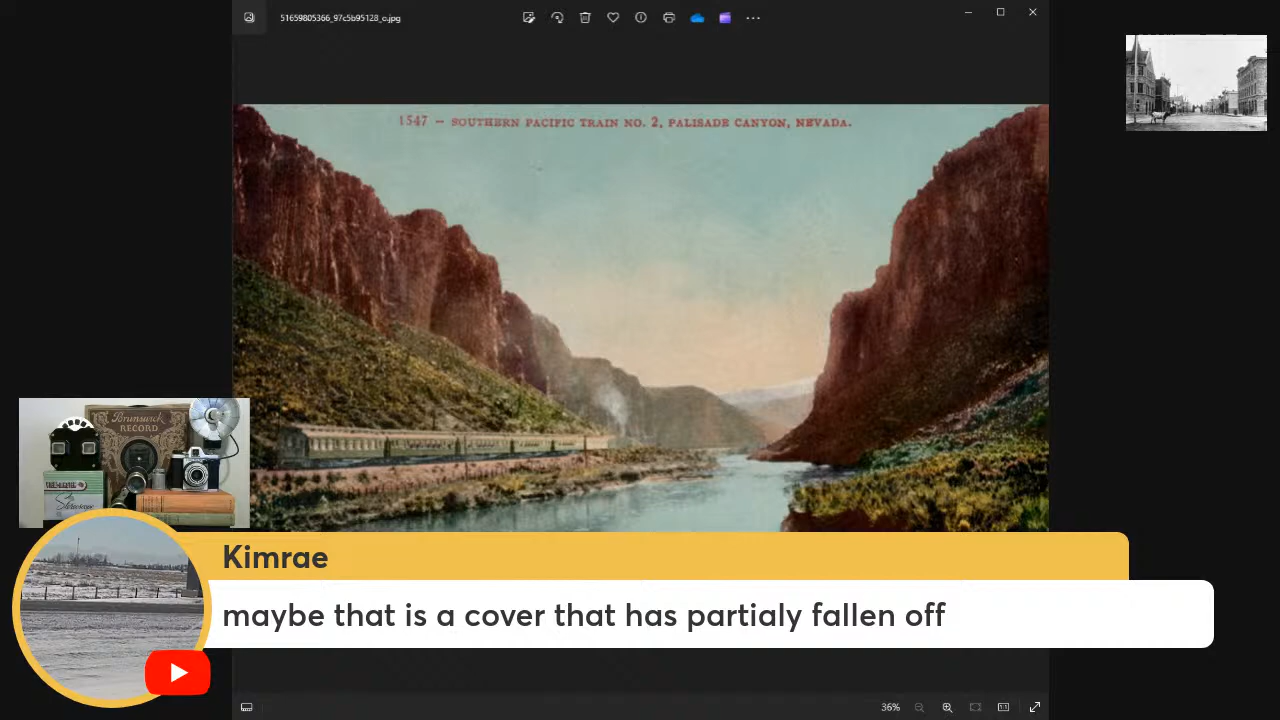 51659805366_97c5b95128_c.jpg
1547 — SOUTHERN PACIFIC TRAIN NO. 2, PALISADE CANYON, NEVADA.
Brunswick
RECORD
Kimrae
maybe that is a cover that has partialy fallen off
36%